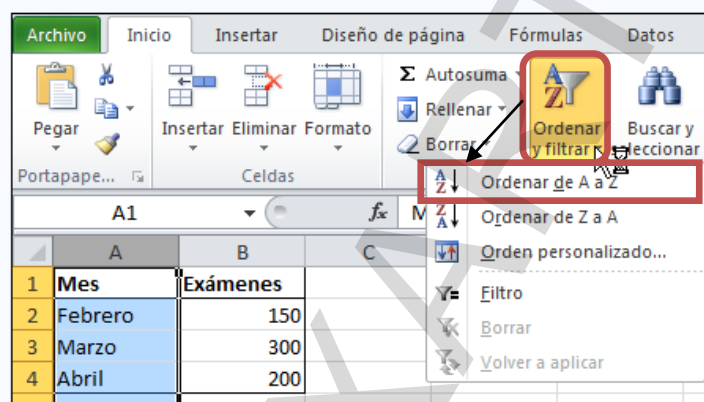 Archivo Inicio Insertar Diseño de página Fórmulas Datos
Σ Autosuma
Rellenar
Borrar
Pegar
Insertar Eliminar Formato
Ordenar y filtrar
Buscar y seleccionar
Portapape... Celdas
Ordenar de A a Z
Ordenar de Z a A
Orden personalizado...
Filtro
Borrar
Volver a aplicar
A1 fx M
A B C
1 Mes Exámenes
2 Febrero 150
3 Marzo 300
4 Abril 200